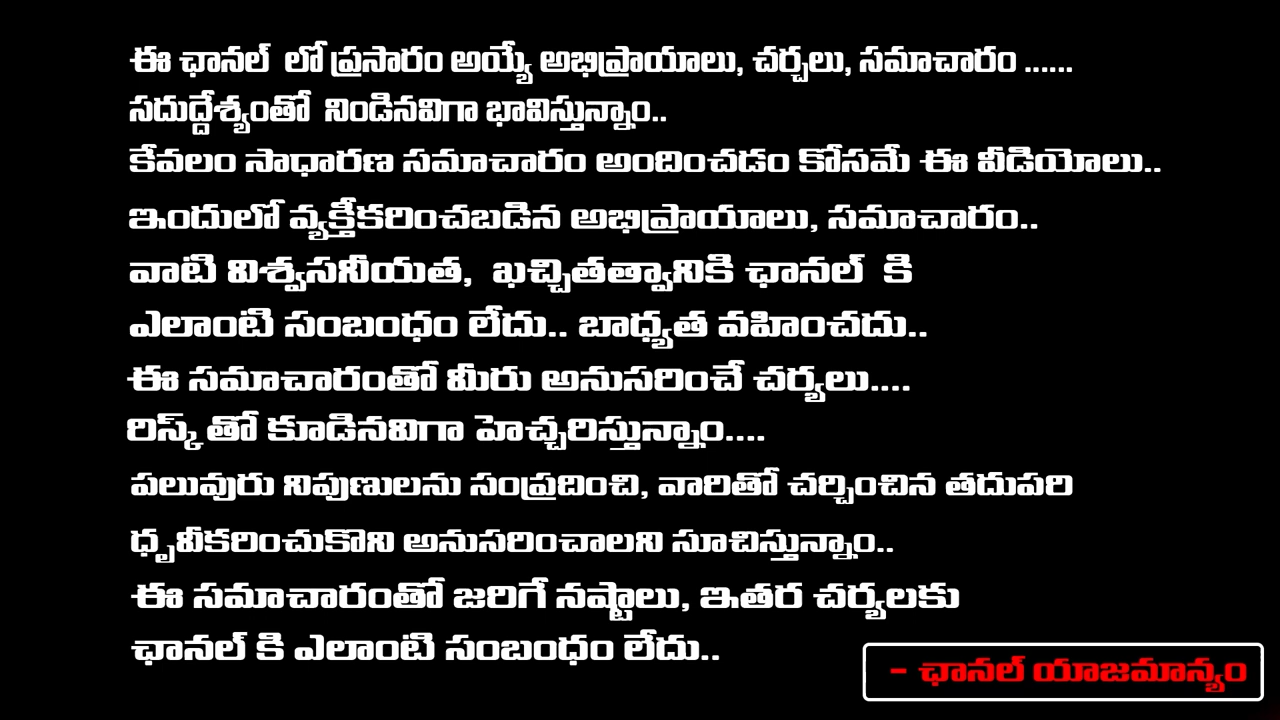 ఈ ఛానల్ లో ప్రసారం అయ్యే అభిప్రాయాలు, చర్చలు, సమాచారం ......
సదుద్దేశ్యంతో నిండినవిగా భావిస్తున్నాం..
కేవలం సాధారణ సమాచారం అందించడం కోసమే ఈ వీడియోలు..
ఇందులో వ్యక్తీకరించబడిన అభిప్రాయాలు, సమాచారం..
వాటి విశ్వసనీయత, ఖచ్చితత్వానికి ఛానల్ కి
ఎలాంటి సంబంధం లేదు.. బాధ్యత వహించదు..
ఈ సమాచారంతో మీరు అనుసరించే చర్యలు....
రిస్క్ తో కూడినవిగా హెచ్చరిస్తున్నాం....
పలువురు నిపుణులను సంప్రదించి, వారితో చర్చించిన తదుపరి
ధృవీకరించుకొని అనుసరించాలని సూచిస్తున్నాం..
ఈ సమాచారంతో జరిగే నష్టాలు, ఇతర చర్యలకు
ఛానల్ కి ఎలాంటి సంబంధం లేదు..
- ఛానల్ యాజమాన్యం